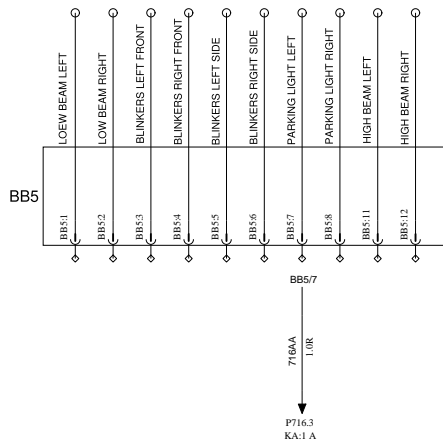 LOEW BEAM LEFT
LOW BEAM RIGHT
BLINKERS LEFT FRONT
BLINKERS RIGHT FRONT
BLINKERS LEFT SIDE
BLINKERS RIGHT SIDE
PARKING LIGHT LEFT
PARKING LIGHT RIGHT
HIGH BEAM LEFT
HIGH BEAM RIGHT
BB5
BB5:1
BB5:2
BB5:3
BB5:4
BB5:5
BB5:6
BB5:7
BB5:8
BB5:11
BB5:12
BB5/7
716AA
1.0R
P716.3
KA:1 A